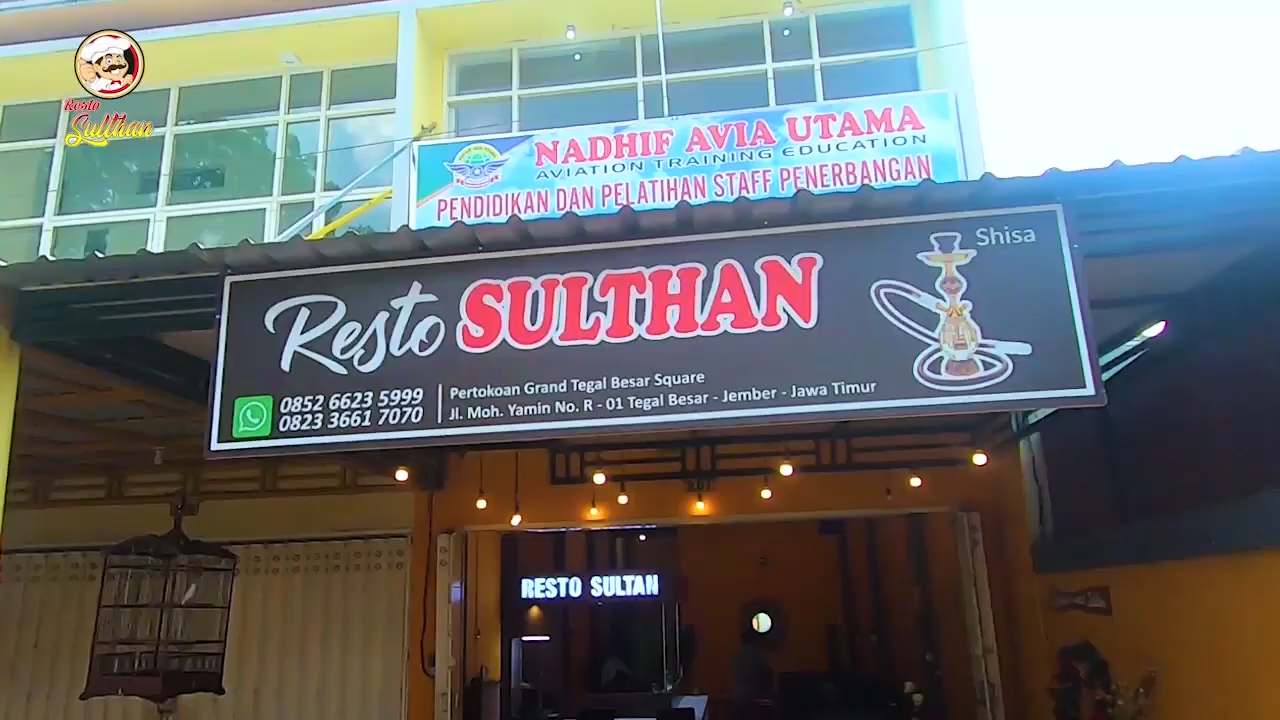 Resto
Sulthan
NADHIF AVIA UTAMA
AVIATION TRAINING EDUCATION
PENDIDIKAN DAN PELATIHAN STAFF PENERBANGAN
Shisa
Resto SULTHAN
0852 6623 5999
0823 3661 7070
Pertokoan Grand Tegal Besar Square
Jl. Moh. Yamin No. R - 01 Tegal Besar - Jember - Jawa Timur
RESTO SULTAN